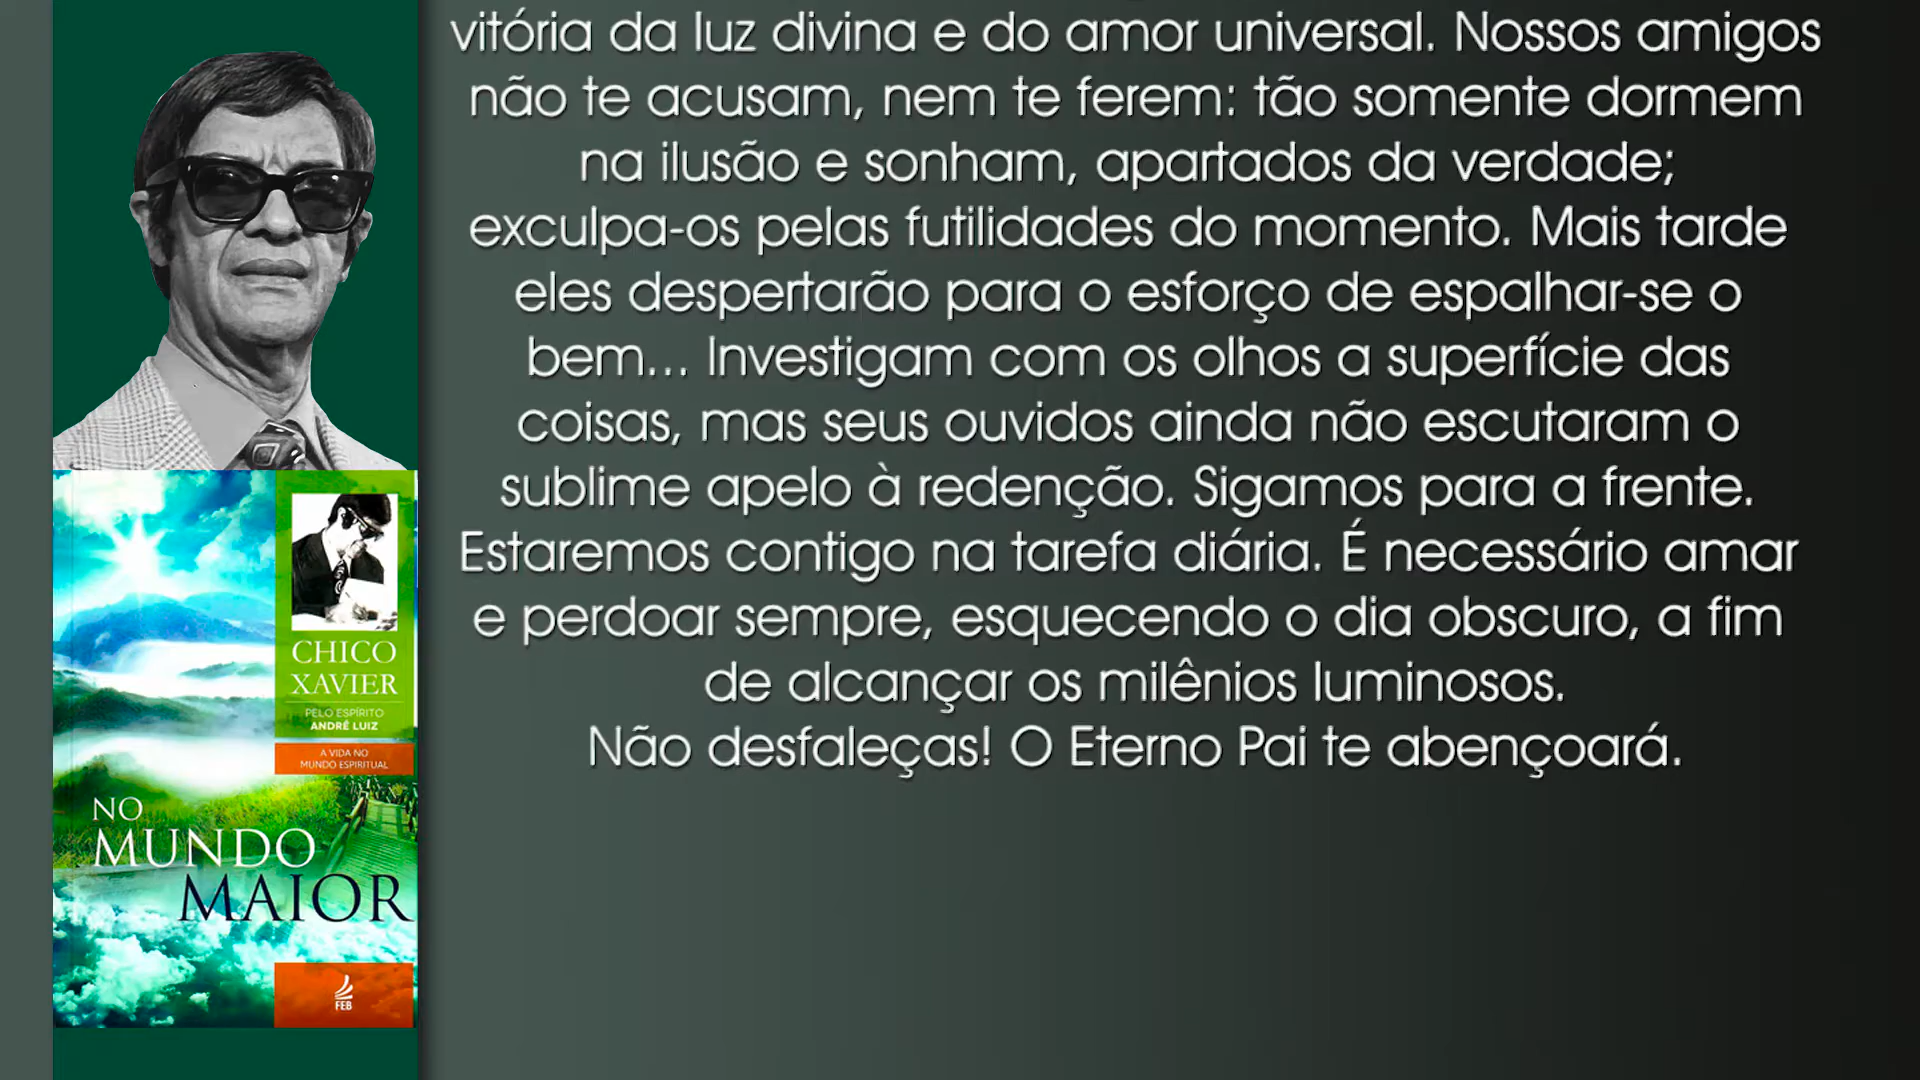 vitória da luz divina e do amor universal. Nossos amigos
não te acusam, nem te ferem: tão somente dormem
na ilusão e sonham, apartados da verdade;
exculpa-os pelas futilidades do momento. Mais tarde
eles despertarão para o esforço de espalhar-se o
bem... Investigam com os olhos a superfície das
coisas, mas seus ouvidos ainda não escutaram o
sublime apelo à redenção. Sigamos para a frente.
Estaremos contigo na tarefa diária. É necessário amar
e perdoar sempre, esquecendo o dia obscuro, a fim
de alcançar os milênios luminosos.
Não desfaleças! O Eterno Pai te abençoará.
CHICO
XAVIER
PELO ESPÍRITO
ANDRÉ LUIZ
A VIDA NO
MUNDO ESPIRITUAL
NO
MUNDO
MAIOR
FEB